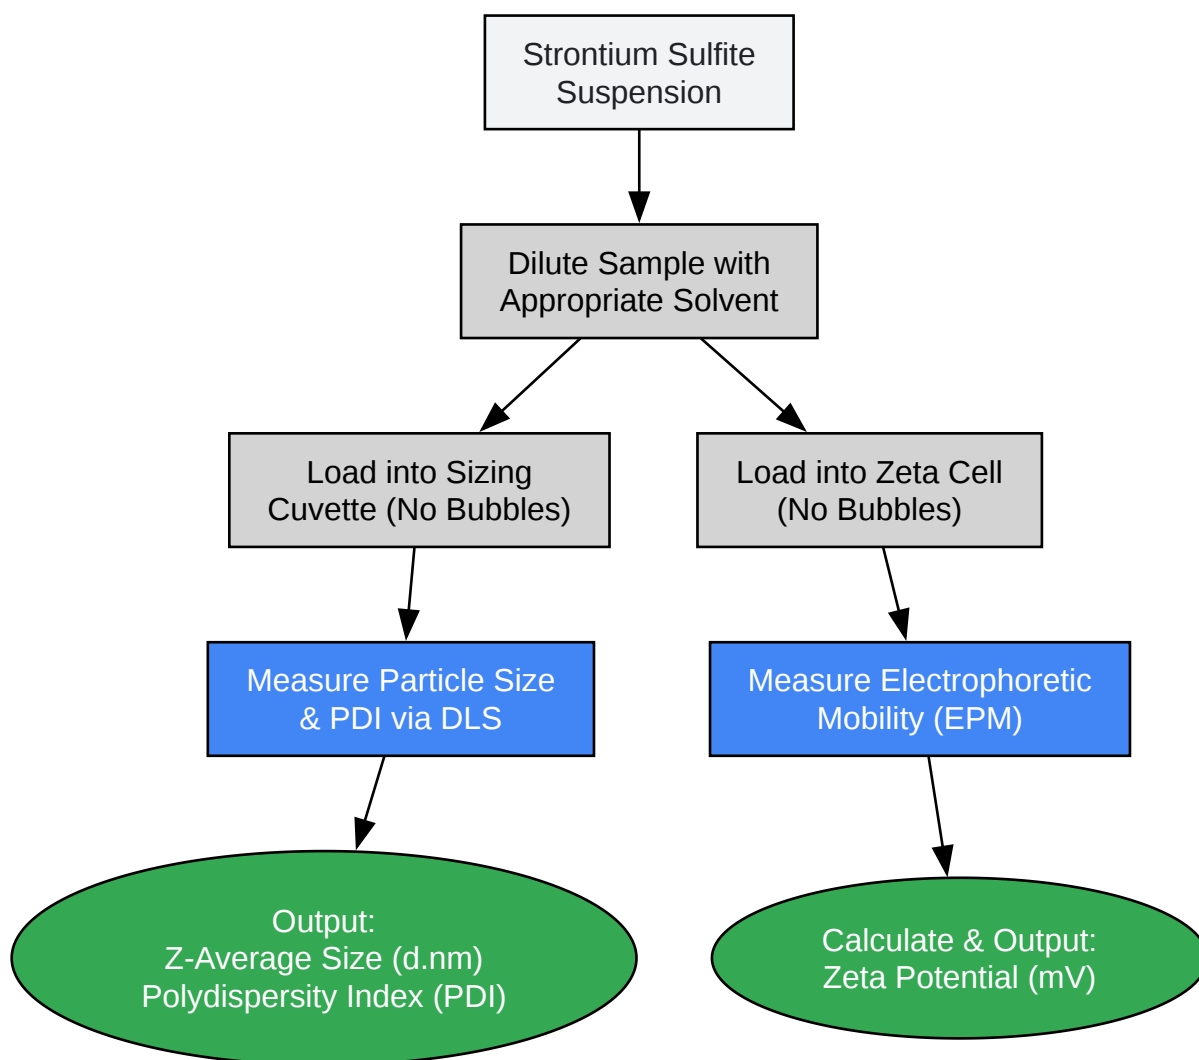 Strontium Sulfite
Suspension
Dilute Sample with
Appropriate Solvent
Load into Sizing
Cuvette (No Bubbles)
Load into Zeta Cell
(No Bubbles)
Measure Particle Size
& PDI via DLS
Measure Electrophoretic
Mobility (EPM)
Output:
Z-Average Size (d.nm)
Polydispersity Index (PDI)
Calculate & Output:
Zeta Potential (mV)